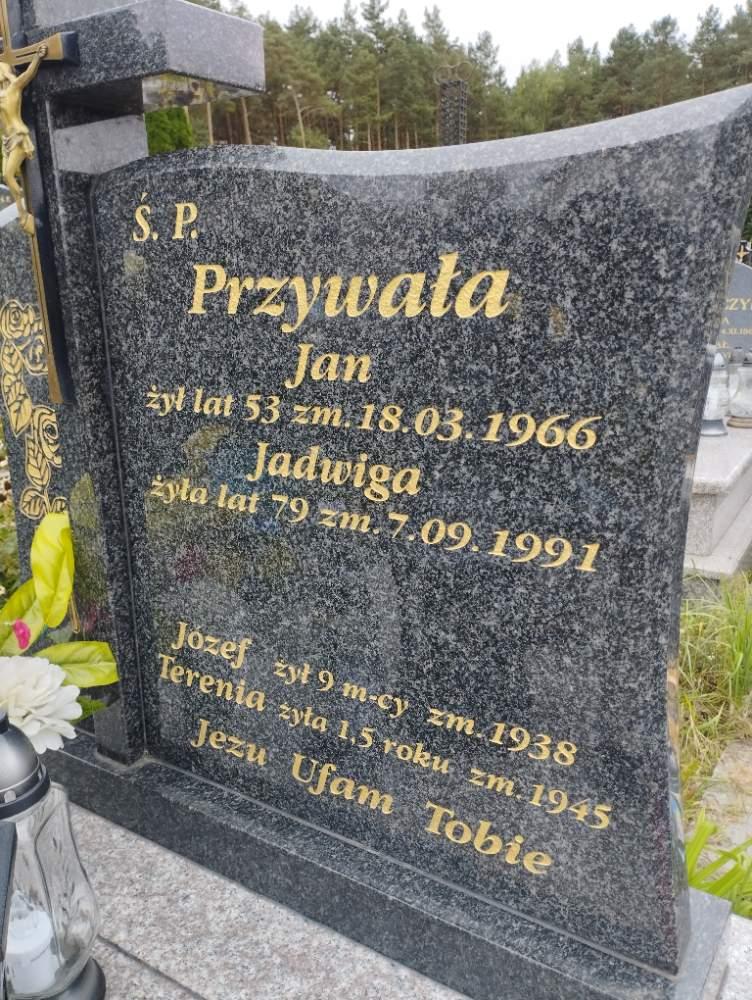 Ś. P.
Przywała
Jan
żył lat 53 zm. 18.03.1966
Jadwiga
żyła lat 79 zm. 7.09.1991
Józef żył 9 m-cy zm. 1938
Terenia żyła 1,5 roku zm. 1945
Jezu Ufam Tobie